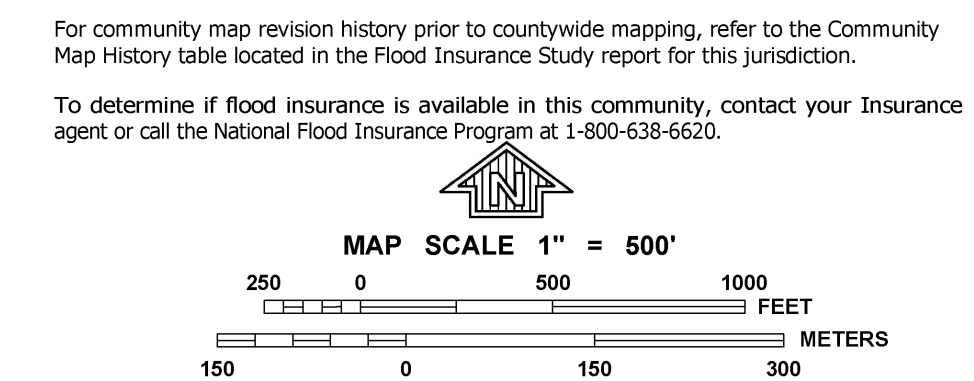 For community map revision history prior to countywide mapping, refer to the Community
Map History table located in the Flood Insurance Study report for this jurisdiction.
To determine if flood insurance is available in this community, contact your Insurance
agent or call the National Flood Insurance Program at 1-800-638-6620.
N
MAP SCALE 1" = 500'
250 0 500 1000
FEET
METERS
150 0 150 300